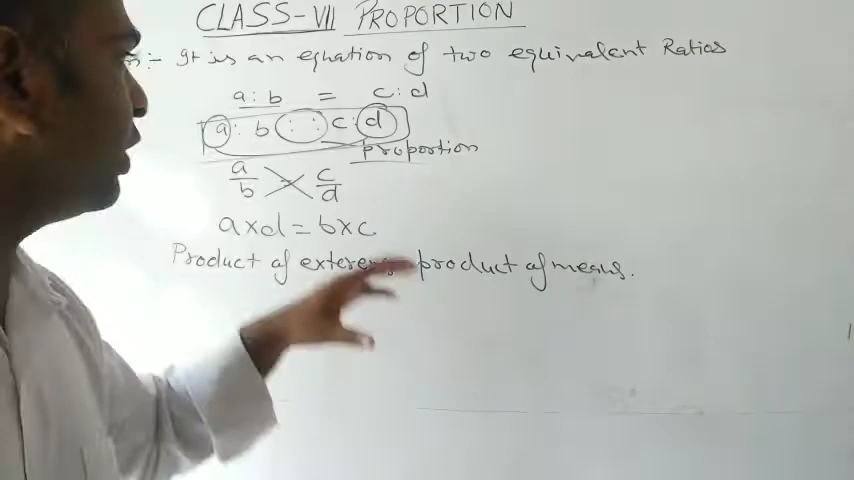 CLASS-VII PROPORTION
:- It is an equation of two equivalent Ratios
a:b = c:d
a: b :: c:d
proportion
a/b = c/d
a×d = b×c
Product of product of means.